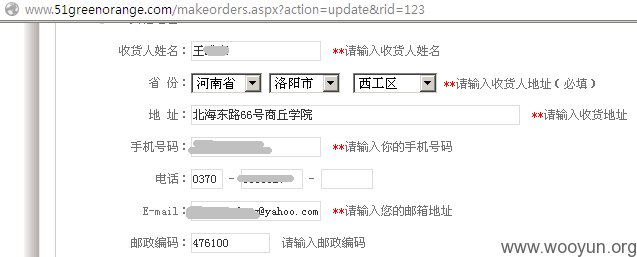 www.51greenorange.com/makeorders.aspx?action=update&rid=123
收货人姓名： 王 **请输入收货人姓名
省 份： 河南省 洛阳市 西工区 **请输入收货人地址（必填）
地 址： 北海东路66号商丘学院 **请输入收货地址
手机号码： **请输入你的手机号码
电话： 0370 - -
E-mail： @yahoo.com **请输入您的邮箱地址
邮政编码： 476100 请输入邮政编码
www.wooyun.org